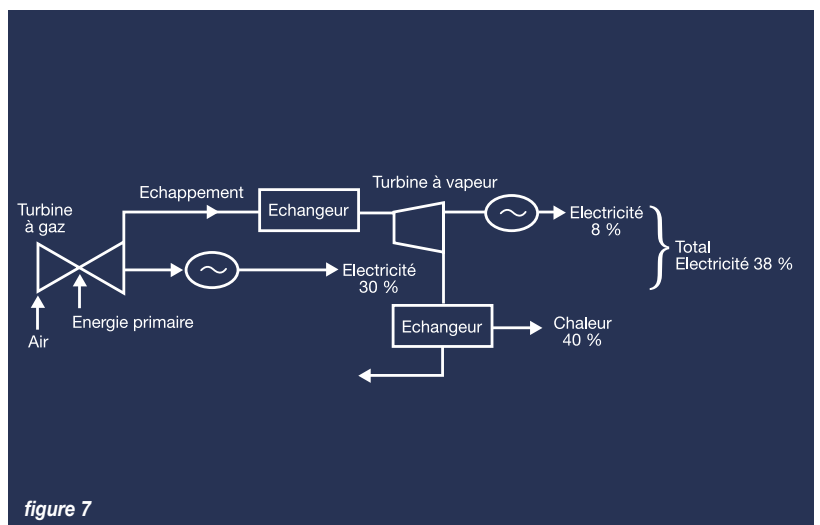 Turbine à vapeur
Echappement
Echangeur
Turbine
à gaz
Electricité
8 %
Total
Electricité 38 %
Electricité
30 %
Energie primaire
Air
Echangeur
Chaleur
40 %
figure 7